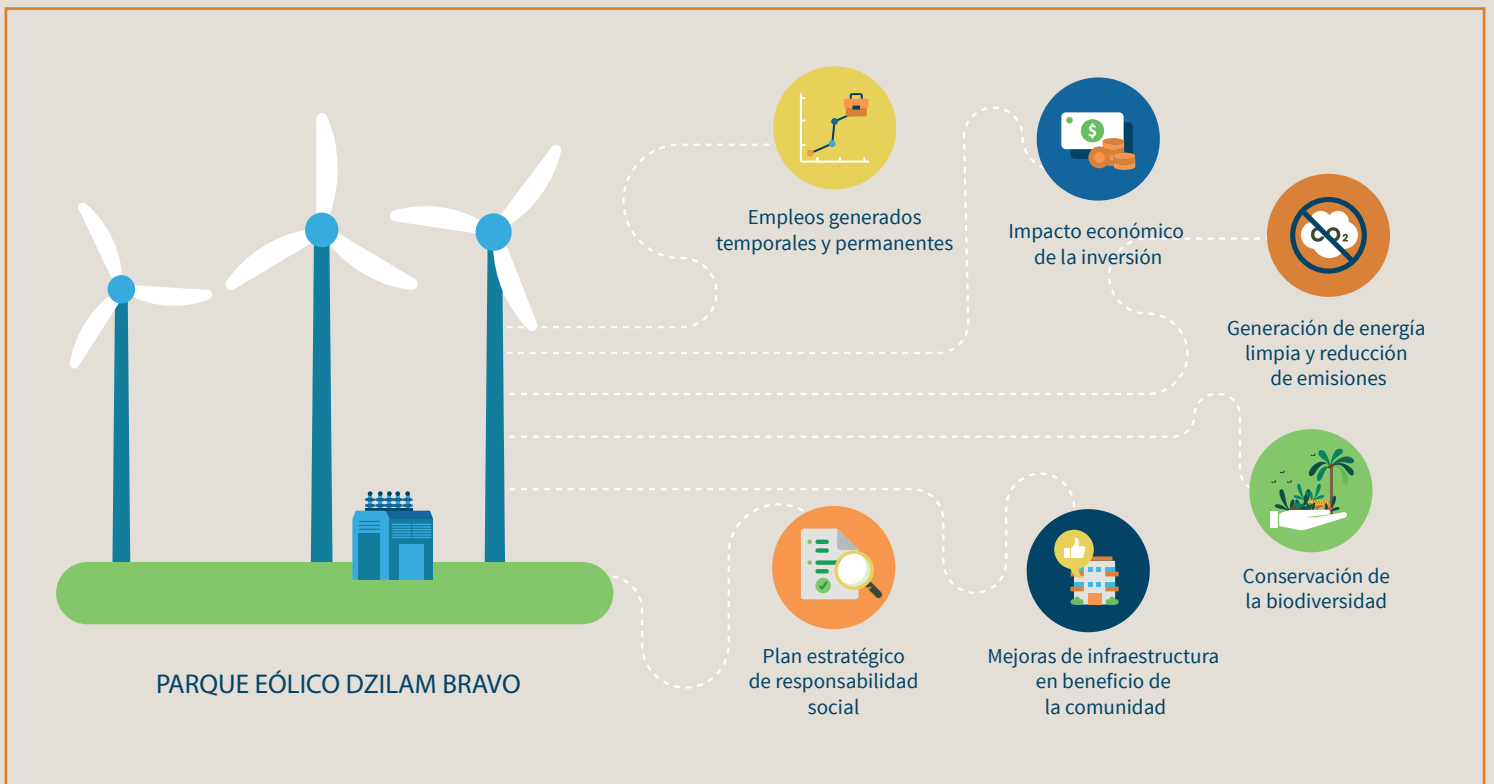 Empleos generados
temporales y permanentes
$
Impacto económico
de la inversión
CO₂
Generación de energía
limpia y reducción
de emisiones
Conservación de
la biodiversidad
Mejoras de infraestructura
en beneficio de
la comunidad
Plan estratégico
de responsabilidad
social
PARQUE EÓLICO DZILAM BRAVO